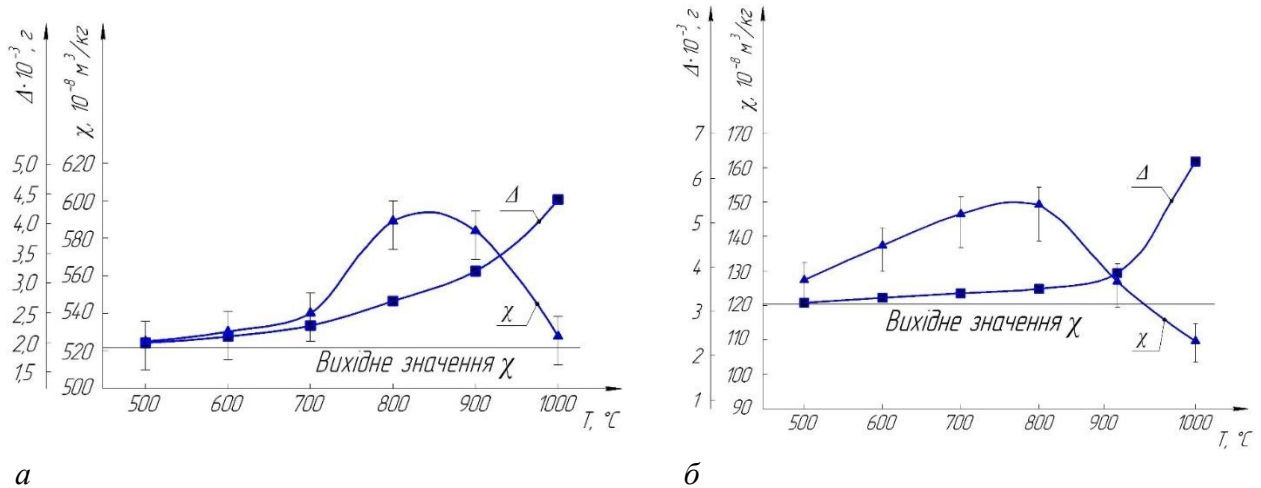 Δ·10⁻³, г
χ, 10⁻⁸ м³/кг
5,0
4,5
4,0
3,5
3,0
2,5
2,0
1,5
620
600
580
560
540
520
500
Δ
χ
Вихідне значення χ
500 600 700 800 900 1000
T, °C
а
Δ·10⁻³, г
χ, 10⁻⁸ м³/кг
7
6
5
4
3
2
1
170
160
150
140
130
120
110
100
90
Δ
Вихідне значення χ
χ
500 600 700 800 900 1000
T, °C
б